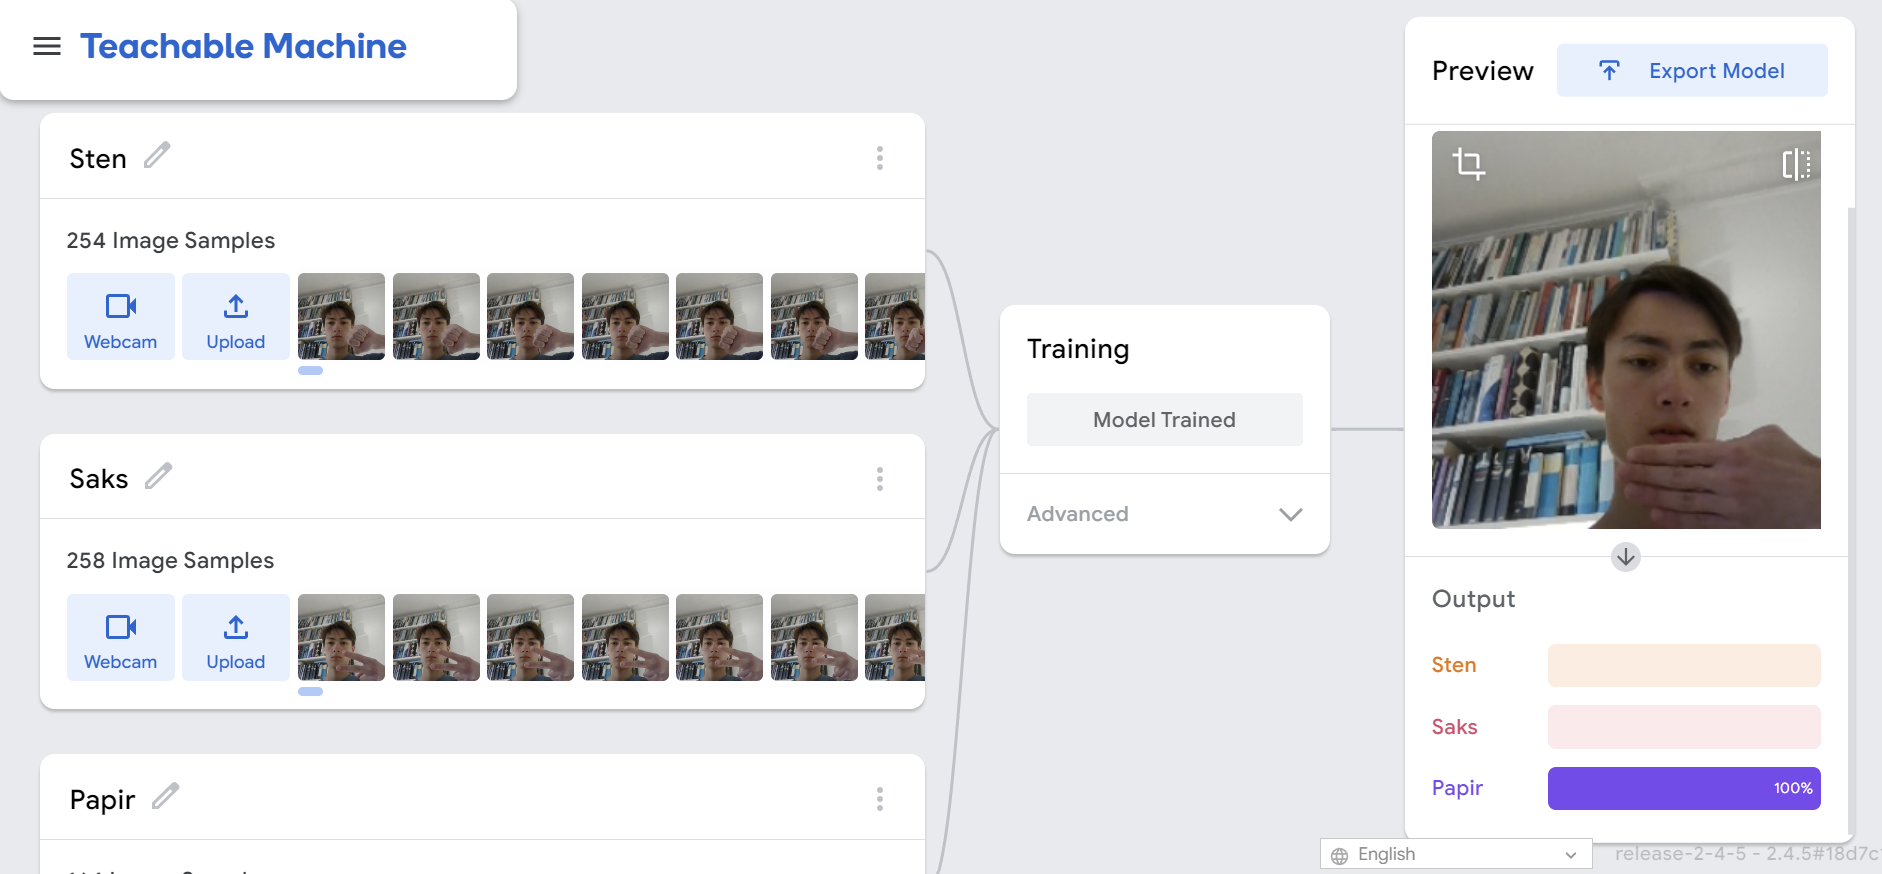 Teachable Machine
Sten
254 Image Samples
Webcam
Upload
Saks
258 Image Samples
Webcam
Upload
Papir
Training
Model Trained
Advanced
Preview
Export Model
Output
Sten
Saks
Papir
100%
English
release-2-4-5 - 2.4.5#18d7c